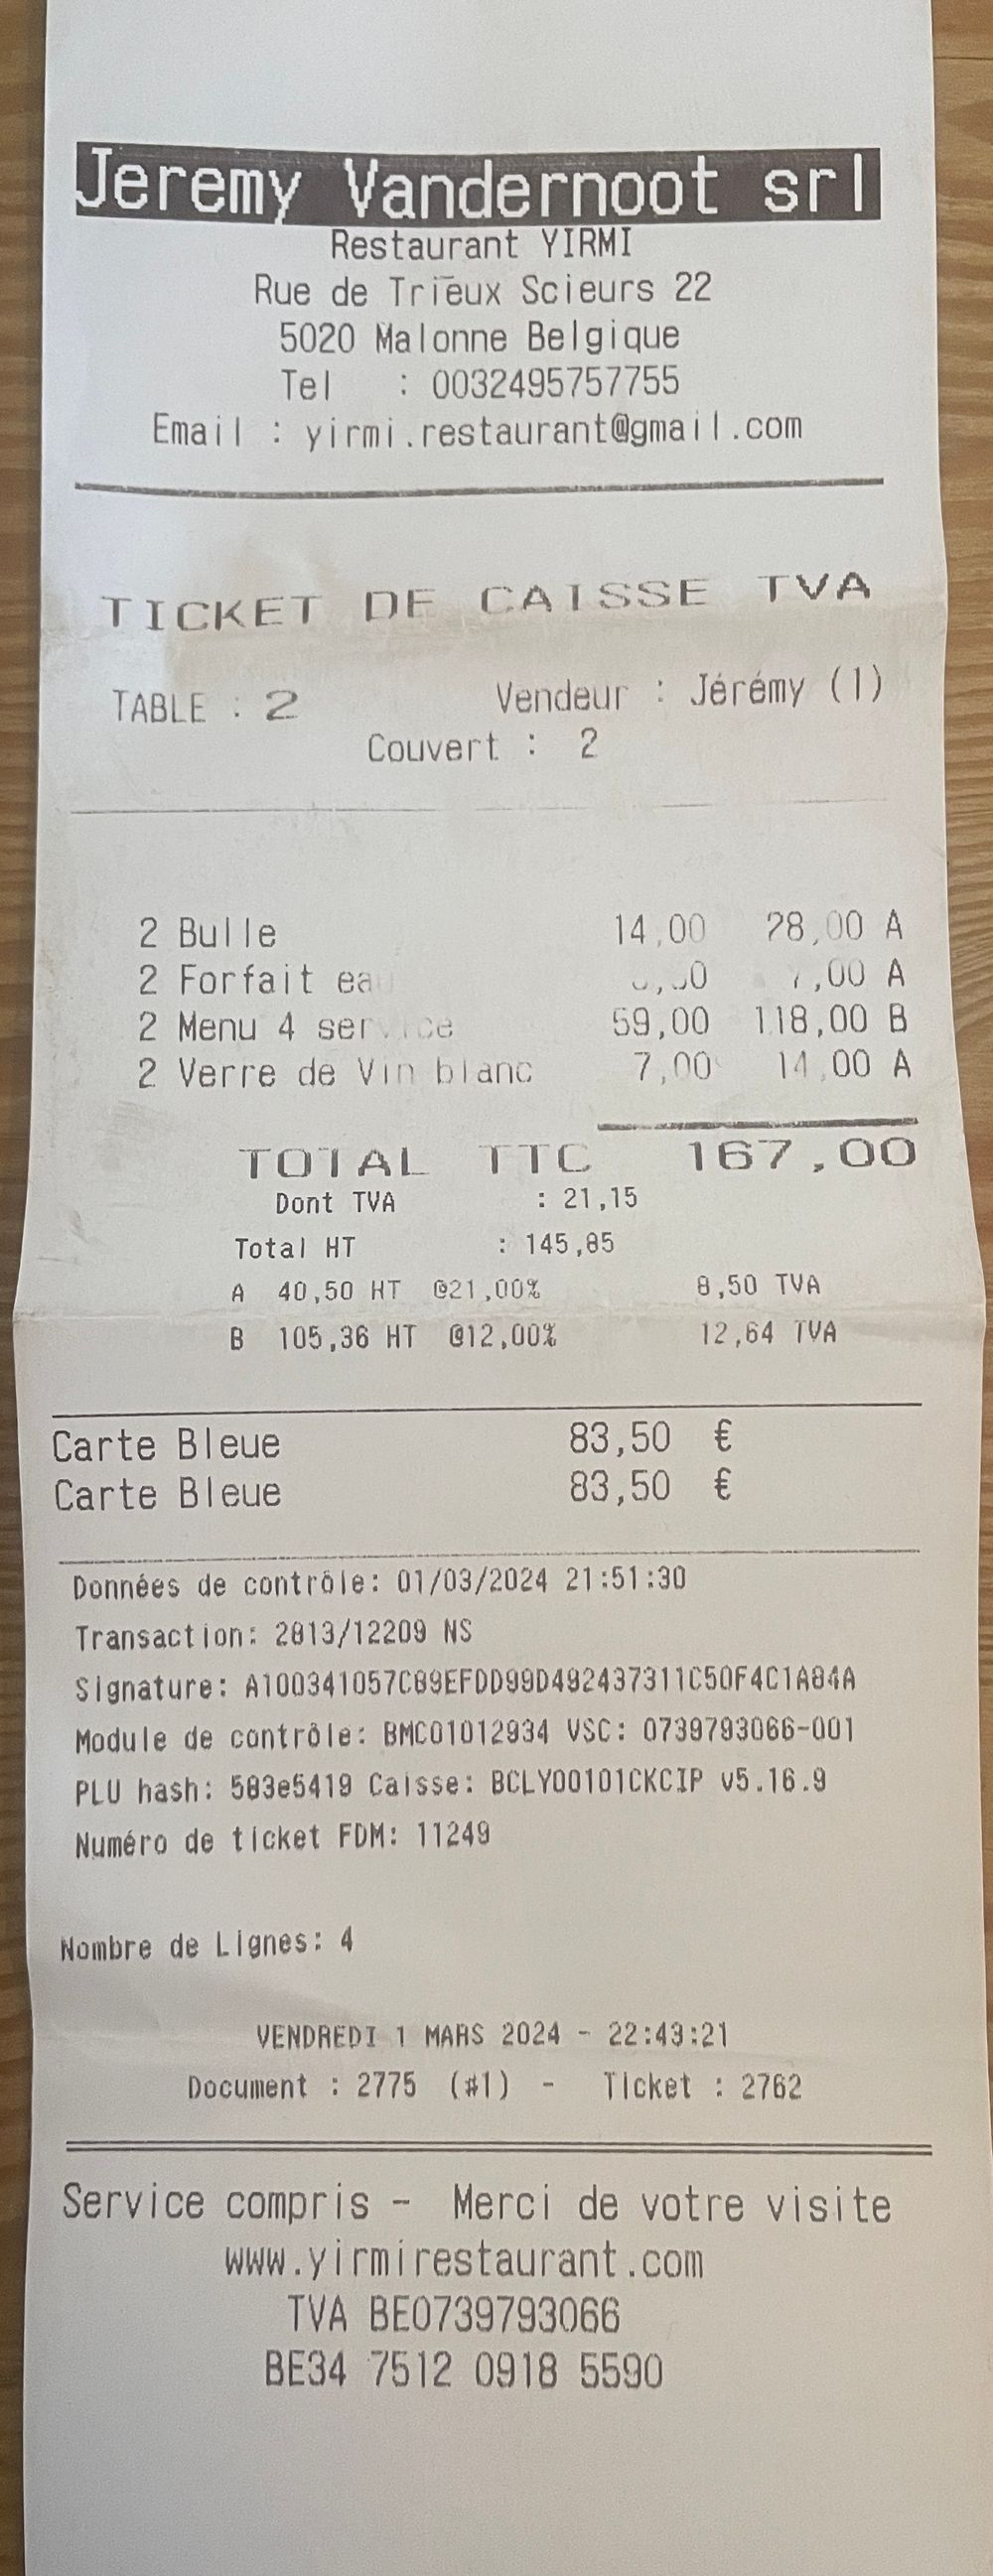 Jeremy Vandernoot srl
Restaurant YIRMI
Rue de Trieux Scieurs 22
5020 Malonne Belgique
Tel : 0032495757755
Email : yirmi.restaurant@gmail.com
TICKET DE CAISSE TVA
TABLE : 2 Vendeur : Jérémy (1)
Couvert : 2
2 Bulle 14,00 28,00 A
2 Forfait eau 7,00 A
2 Menu 4 service 59,00 118,00 B
2 Verre de Vin blanc 7,00 14,00 A
TOTAL TTC 167,00
Dont TVA : 21,15
Total HT : 145,85
A 40,50 HT @21,00% 8,50 TVA
B 105,36 HT @12,00% 12,64 TVA
Carte Bleue 83,50 €
Carte Bleue 83,50 €
Données de contrôle: 01/03/2024 21:51:30
Transaction: 2813/12209 NS
Signature:
Module de contrôle: BMC01012934 VSC: 0739793066-001
PLU hash: 583e5419 Caisse: BCLY00101CKCIP v5.16.9
Numéro de ticket FDM: 11249
Nombre de Lignes: 4
VENDREDI 1 MARS 2024 - 22:43:21
Document : 2775 (#1) - Ticket : 2762
Service compris - Merci de votre visite
www.yirmirestaurant.com
TVA BE0739793066
BE34 7512 0918 5590